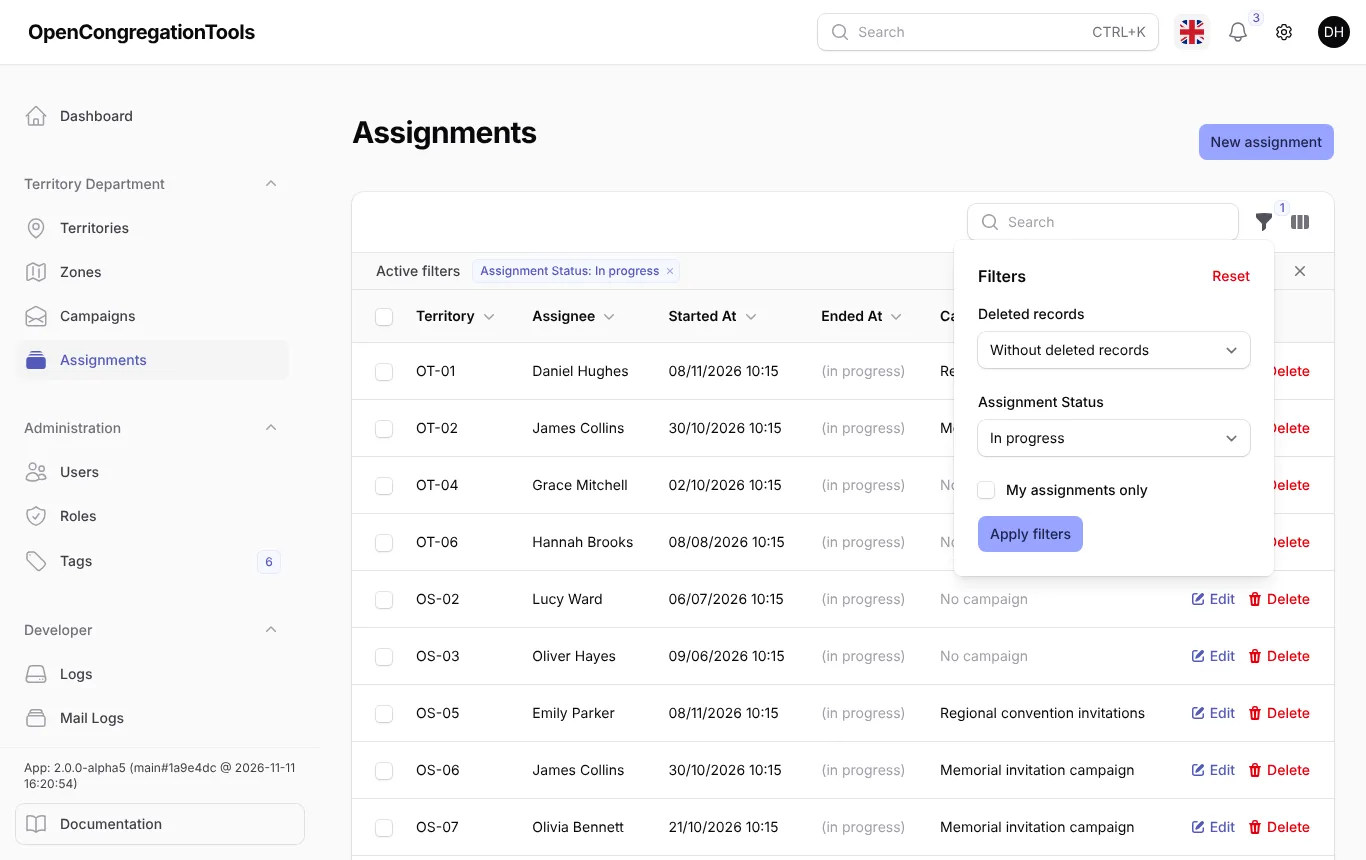 OpenCongregationTools
Search CTRL+K
3
DH
Dashboard
Territory Department
Territories
Zones
Campaigns
Assignments
Administration
Users
Roles
Tags 6
Developer
Logs
Mail Logs
App: 2.0.0-alpha5 (main#1a9e4dc @ 2026-11-11
16:20:54)
Documentation
Assignments
New assignment
Search
1
Active filters Assignment Status: In progress ×
Territory Assignee Started At Ended At
OT-01 Daniel Hughes 08/11/2026 10:15 (in progress)
OT-02 James Collins 30/10/2026 10:15 (in progress)
OT-04 Grace Mitchell 02/10/2026 10:15 (in progress)
OT-06 Hannah Brooks 08/08/2026 10:15 (in progress)
OS-02 Lucy Ward 06/07/2026 10:15 (in progress) No campaign Edit Delete
OS-03 Oliver Hayes 09/06/2026 10:15 (in progress) No campaign Edit Delete
OS-05 Emily Parker 08/11/2026 10:15 (in progress) Regional convention invitations Edit Delete
OS-06 James Collins 30/10/2026 10:15 (in progress) Memorial invitation campaign Edit Delete
OS-07 Olivia Bennett 21/10/2026 10:15 (in progress) Memorial invitation campaign Edit Delete
Filters Reset
Deleted records
Without deleted records
Assignment Status
In progress
My assignments only
Apply filters